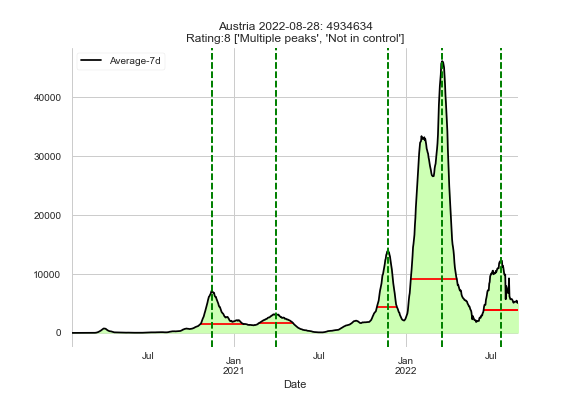 Austria 2022-08-28: 4934634
Rating:8 ['Multiple peaks', 'Not in control']
Average-7d
40000
30000
20000
10000
0
Jul
Jan
2021
Jul
Jan
2022
Jul
Date